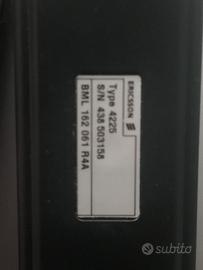 ERICSSON
Type 4225
S/N 438 503158
BML 162 061 R4A
subito